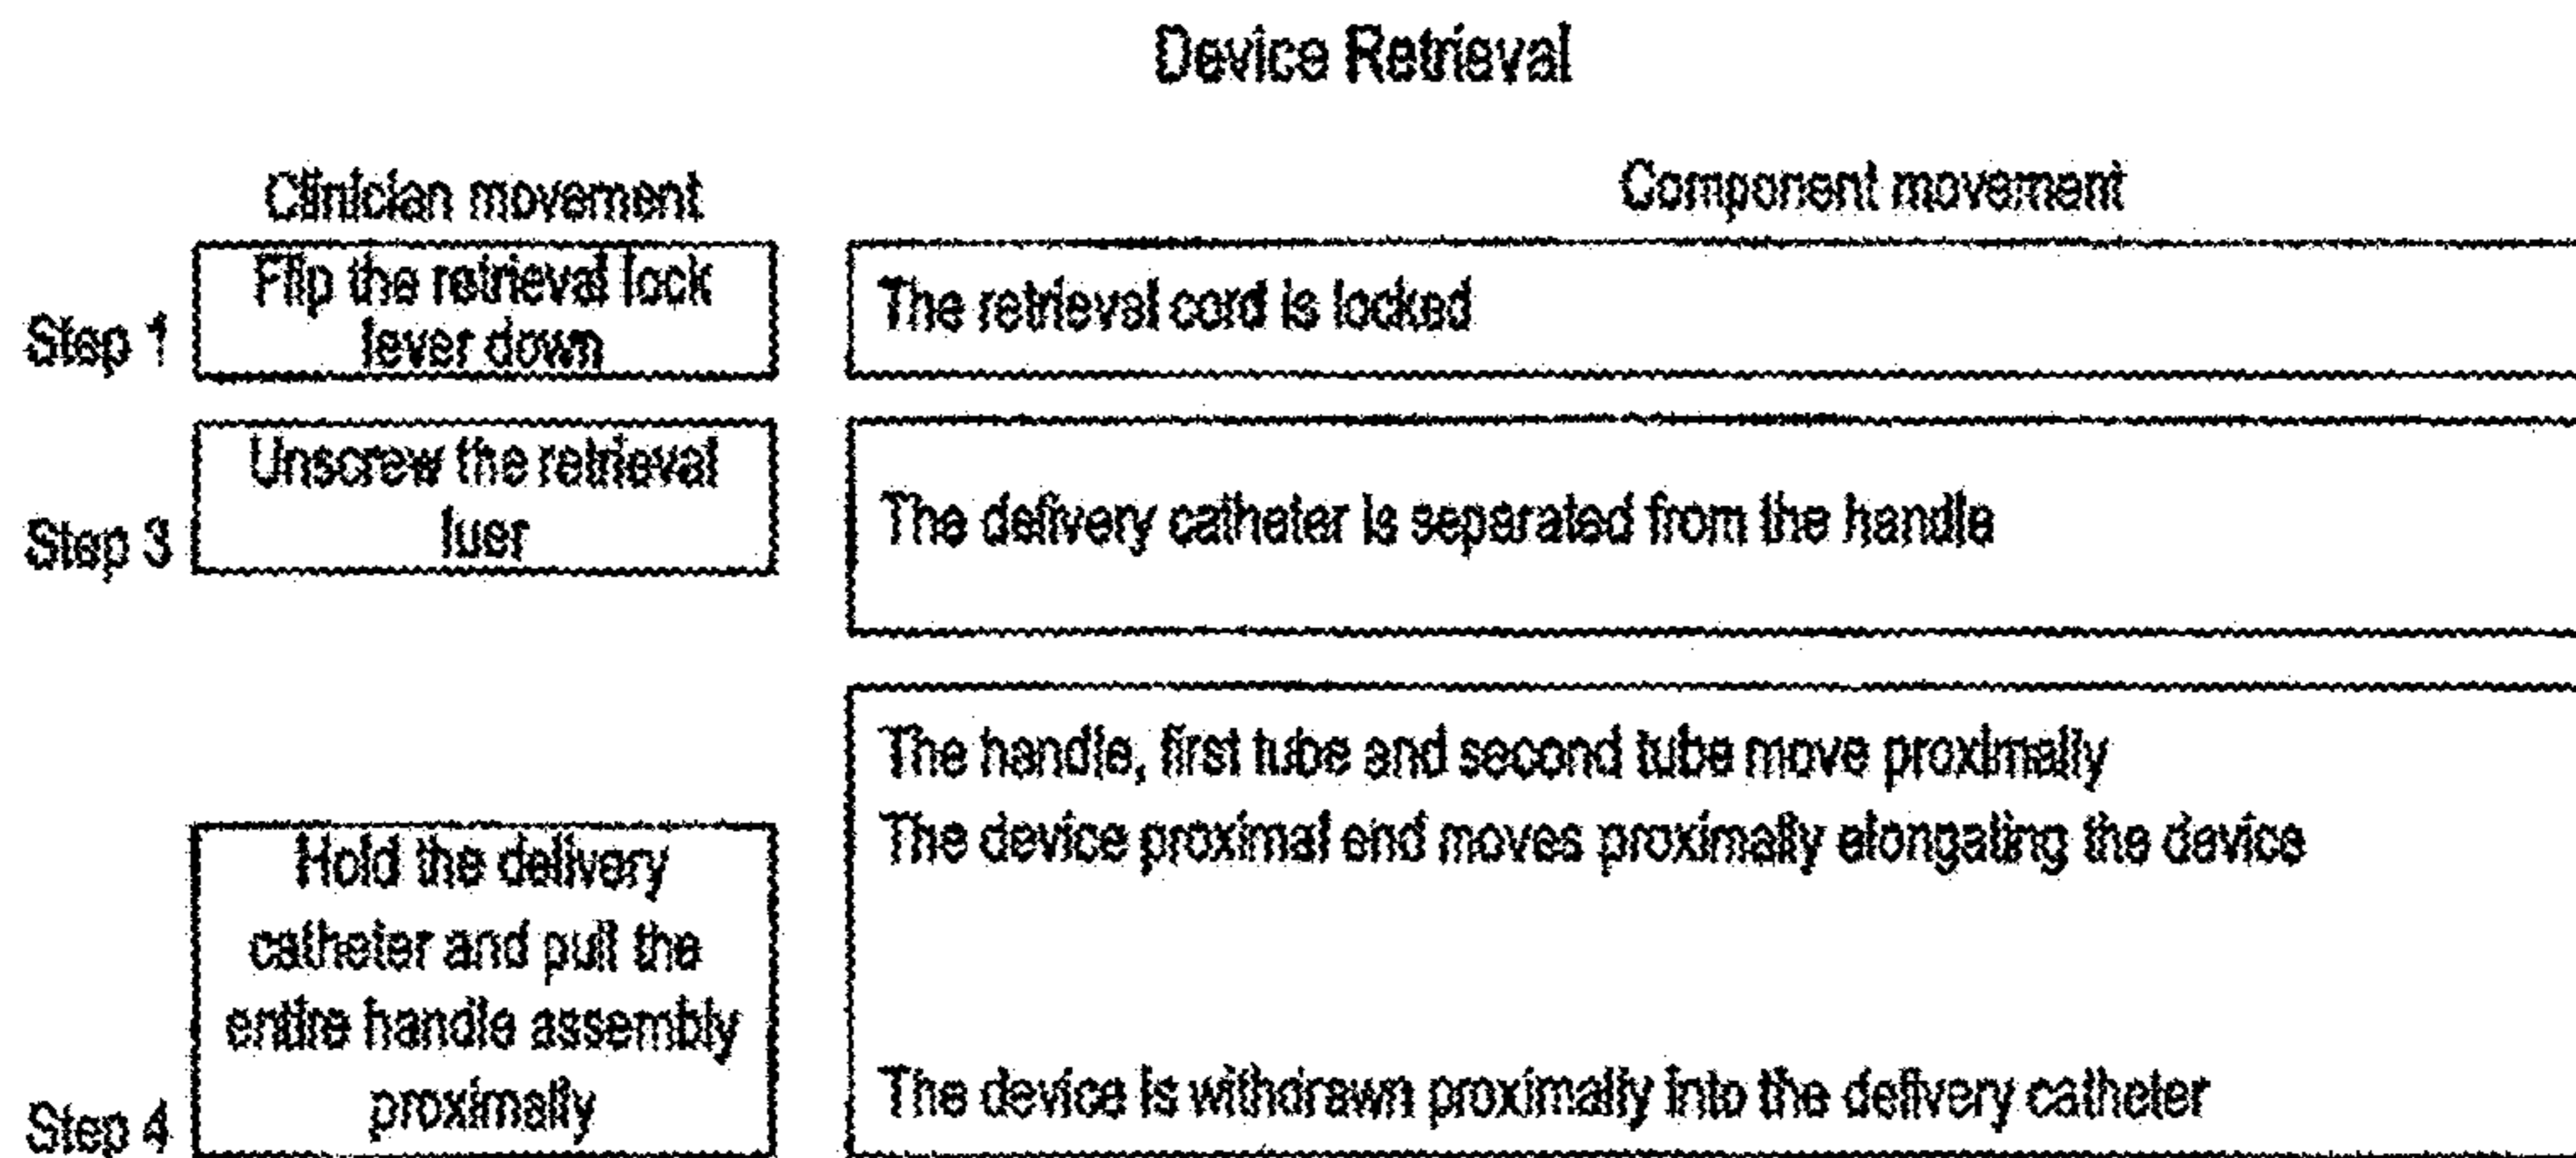 Device Retrieval
Clinician movement
Component movement
Step 1
Flip the retrieval lock
lever down
The retrieval cord is locked
Step 3
Unscrew the retrieval
luer
The delivery catheter is separated from the handle
Step 4
Hold the delivery
catheter and pull the
entire handle assembly
proximally
The handle, first tube and second tube move proximally
The device proximal end moves proximally elongating the device
The device is withdrawn proximally into the delivery catheter